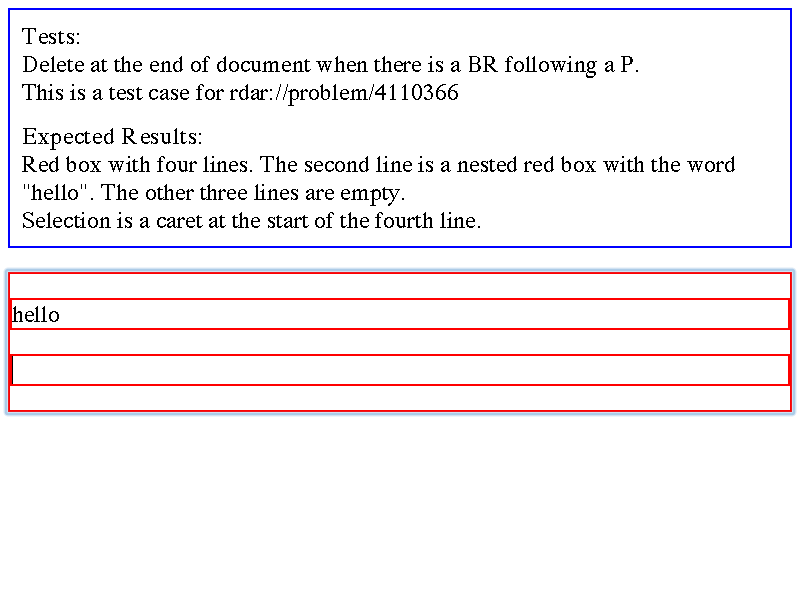 Tests:
Delete at the end of document when there is a BR following a P.
This is a test case for rdar://problem/4110366
Expected Results:
Red box with four lines. The second line is a nested red box with the word
"hello". The other three lines are empty.
Selection is a caret at the start of the fourth line.
hello